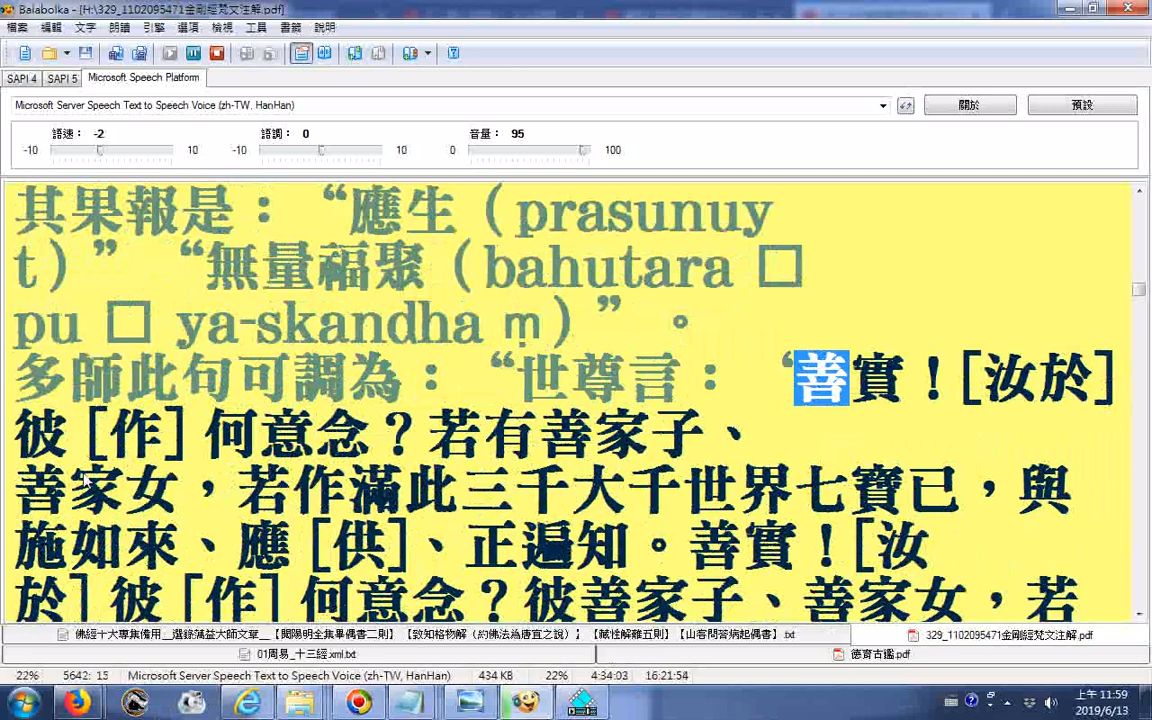 Balabolka - [H:\329_1102095471金剛經梵文注解.pdf]
檔案 編輯 文字 朗讀 引擎 選項 檢視 工具 書籤 說明
SAPI 4 SAPI 5 Microsoft Speech Platform
Microsoft Server Speech Text to Speech Voice (zh-TW, HanHan) 關於 預設
語速： -2 語調： 0 音量： 95
-10 10 -10 10 0 100
其果報是：“應生（prasunuy
t）”“無量福聚（bahutara □
pu □ ya-skandha ṃ）”。
多師此句可調為：“世尊言：‘善實！[汝於]
彼 [作] 何意念？若有善家子、
善家女，若作滿此三千大千世界七寶已，與
施如來、應 [供]、正遍知。善實！[汝
於] 彼 [作] 何意念？彼善家子、善家女，若
佛經十大專集備用__選錄蕅益大師文章__【閱陽明全集畢偶書二則】【致知格物解（約佛法為唐宜之說）】【緘性解難五則】【山客問答病起偶書】.txt 329_1102095471金剛經梵文注解.pdf
01周易_十三經.xml.txt 德育古鑑.pdf
22% 5642: 15 Microsoft Server Speech Text to Speech Voice (zh-TW, HanHan) 434 KB 22% 4:34:03 16:21:54
上午 11:59
2019/6/13